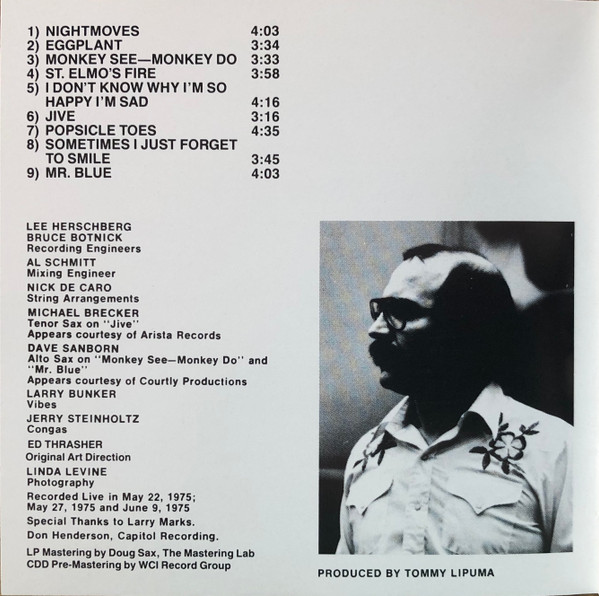 1) NIGHTMOVES 4:03
2) EGGPLANT 3:34
3) MONKEY SEE—MONKEY DO 3:33
4) ST. ELMO'S FIRE 3:58
5) I DON'T KNOW WHY I'M SO
HAPPY I'M SAD 4:16
6) JIVE 3:16
7) POPSICLE TOES 4:35
8) SOMETIMES I JUST FORGET
TO SMILE 3:45
9) MR. BLUE 4:03
LEE HERSCHBERG
BRUCE BOTNICK
Recording Engineers
AL SCHMITT
Mixing Engineer
NICK DE CARO
String Arrangements
MICHAEL BRECKER
Tenor Sax on "Jive"
Appears courtesy of Arista Records
DAVE SANBORN
Alto Sax on "Monkey See—Monkey Do" and
"Mr. Blue"
Appears courtesy of Courtly Productions
LARRY BUNKER
Vibes
JERRY STEINHOLTZ
Congas
ED THRASHER
Original Art Direction
LINDA LEVINE
Photography
Recorded Live in May 22, 1975;
May 27, 1975 and June 9, 1975
Special Thanks to Larry Marks.
Don Henderson, Capitol Recording.
LP Mastering by Doug Sax, The Mastering Lab
CDD Pre-Mastering by WCI Record Group
PRODUCED BY TOMMY LIPUMA